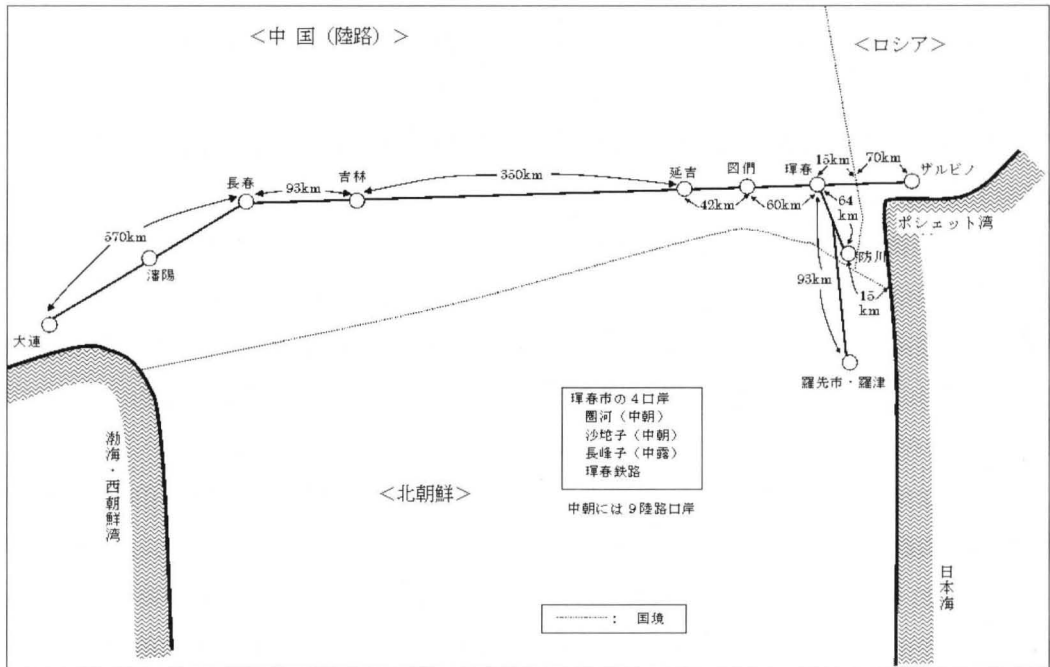 <中 国（陸路）>
<ロシア>
長春
93km
吉林
350km
延吉
42km
図們
60km
琿春
15km
70km
ザルビノ
64
km
ポシェット湾
570km
瀋陽
防川
93km
15
km
大連
羅先市・羅津
琿春市の4口岸
圏河（中朝）
沙坨子（中朝）
長峰子（中露）
琿春鉄路
渤海・西朝鮮湾
<北朝鮮>
中朝には9陸路口岸
日本海
： 国境